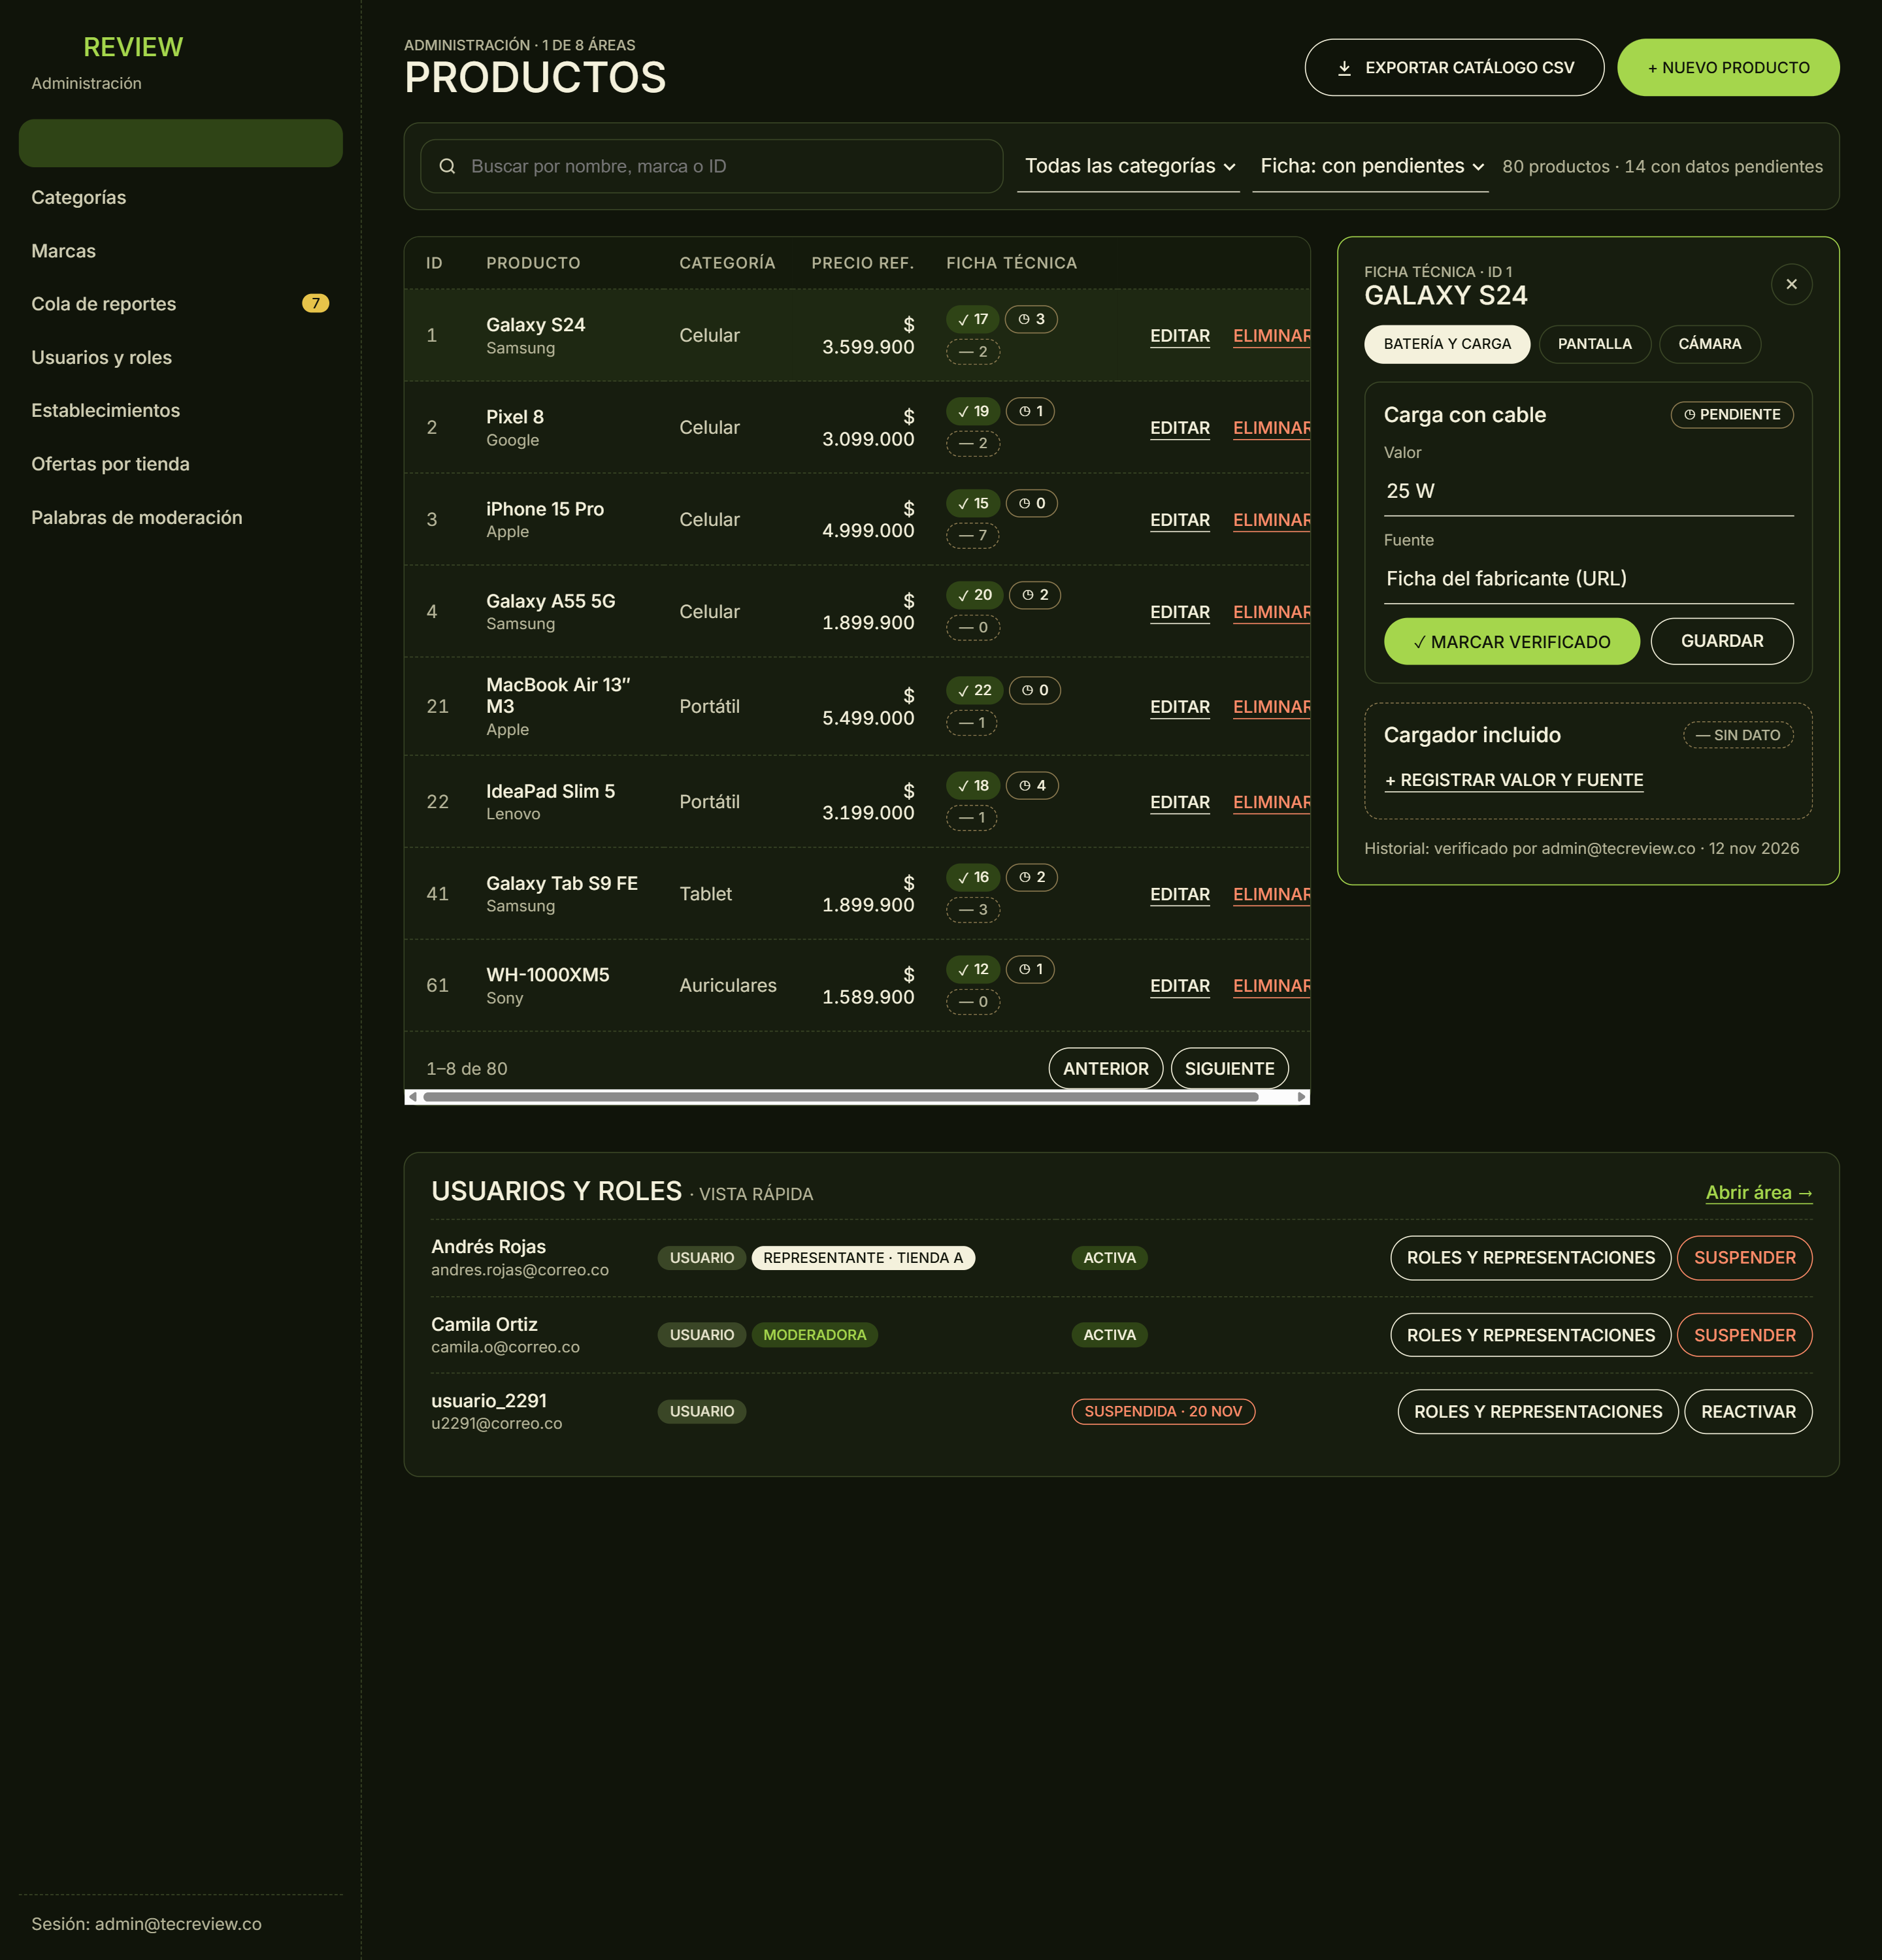 REVIEW
Administración
Categorías
Marcas
Cola de reportes 7
Usuarios y roles
Establecimientos
Ofertas por tienda
Palabras de moderación
Sesión: admin@tecreview.co
ADMINISTRACIÓN · 1 DE 8 ÁREAS
PRODUCTOS
EXPORTAR CATÁLOGO CSV
+ NUEVO PRODUCTO
Buscar por nombre, marca o ID
Todas las categorías
Ficha: con pendientes
80 productos · 14 con datos pendientes
ID PRODUCTO CATEGORÍA PRECIO REF. FICHA TÉCNICA
1 Galaxy S24 Samsung Celular $ 3.599.900 ✓ 17 3 — 2 EDITAR ELIMINAR
2 Pixel 8 Google Celular $ 3.099.000 ✓ 19 1 — 2 EDITAR ELIMINAR
3 iPhone 15 Pro Apple Celular $ 4.999.000 ✓ 15 0 — 7 EDITAR ELIMINAR
4 Galaxy A55 5G Samsung Celular $ 1.899.900 ✓ 20 2 — 0 EDITAR ELIMINAR
21 MacBook Air 13″ M3 Apple Portátil $ 5.499.000 ✓ 22 0 — 1 EDITAR ELIMINAR
22 IdeaPad Slim 5 Lenovo Portátil $ 3.199.000 ✓ 18 4 — 1 EDITAR ELIMINAR
41 Galaxy Tab S9 FE Samsung Tablet $ 1.899.900 ✓ 16 2 — 3 EDITAR ELIMINAR
61 WH-1000XM5 Sony Auriculares $ 1.589.900 ✓ 12 1 — 0 EDITAR ELIMINAR
1–8 de 80
ANTERIOR
SIGUIENTE
FICHA TÉCNICA · ID 1
GALAXY S24
×
BATERÍA Y CARGA
PANTALLA
CÁMARA
Carga con cable
PENDIENTE
Valor
25 W
Fuente
Ficha del fabricante (URL)
✓ MARCAR VERIFICADO
GUARDAR
Cargador incluido
— SIN DATO
+ REGISTRAR VALOR Y FUENTE
Historial: verificado por admin@tecreview.co · 12 nov 2026
USUARIOS Y ROLES · VISTA RÁPIDA
Abrir área →
Andrés Rojas
andres.rojas@correo.co
USUARIO REPRESENTANTE · TIENDA A ACTIVA ROLES Y REPRESENTACIONES SUSPENDER
Camila Ortiz
camila.o@correo.co
USUARIO MODERADORA ACTIVA ROLES Y REPRESENTACIONES SUSPENDER
usuario_2291
u2291@correo.co
USUARIO SUSPENDIDA · 20 NOV ROLES Y REPRESENTACIONES REACTIVAR